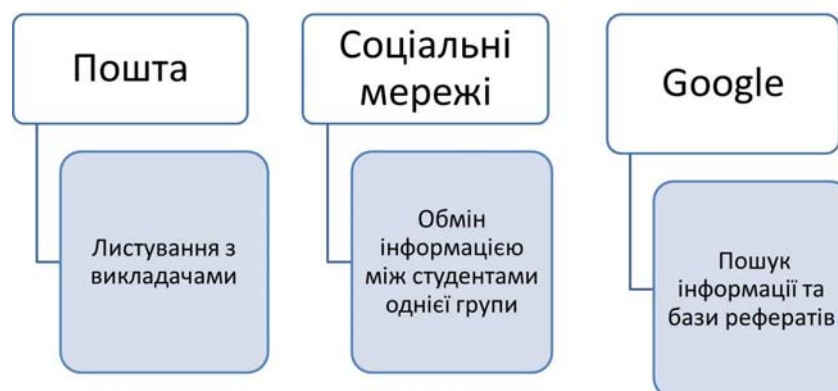 Пошта
Листування з
викладачами
Соціальні
мережі
Обмін
інформацією
між студентами
однієї групи
Google
Пошук
інформації та
бази рефератів